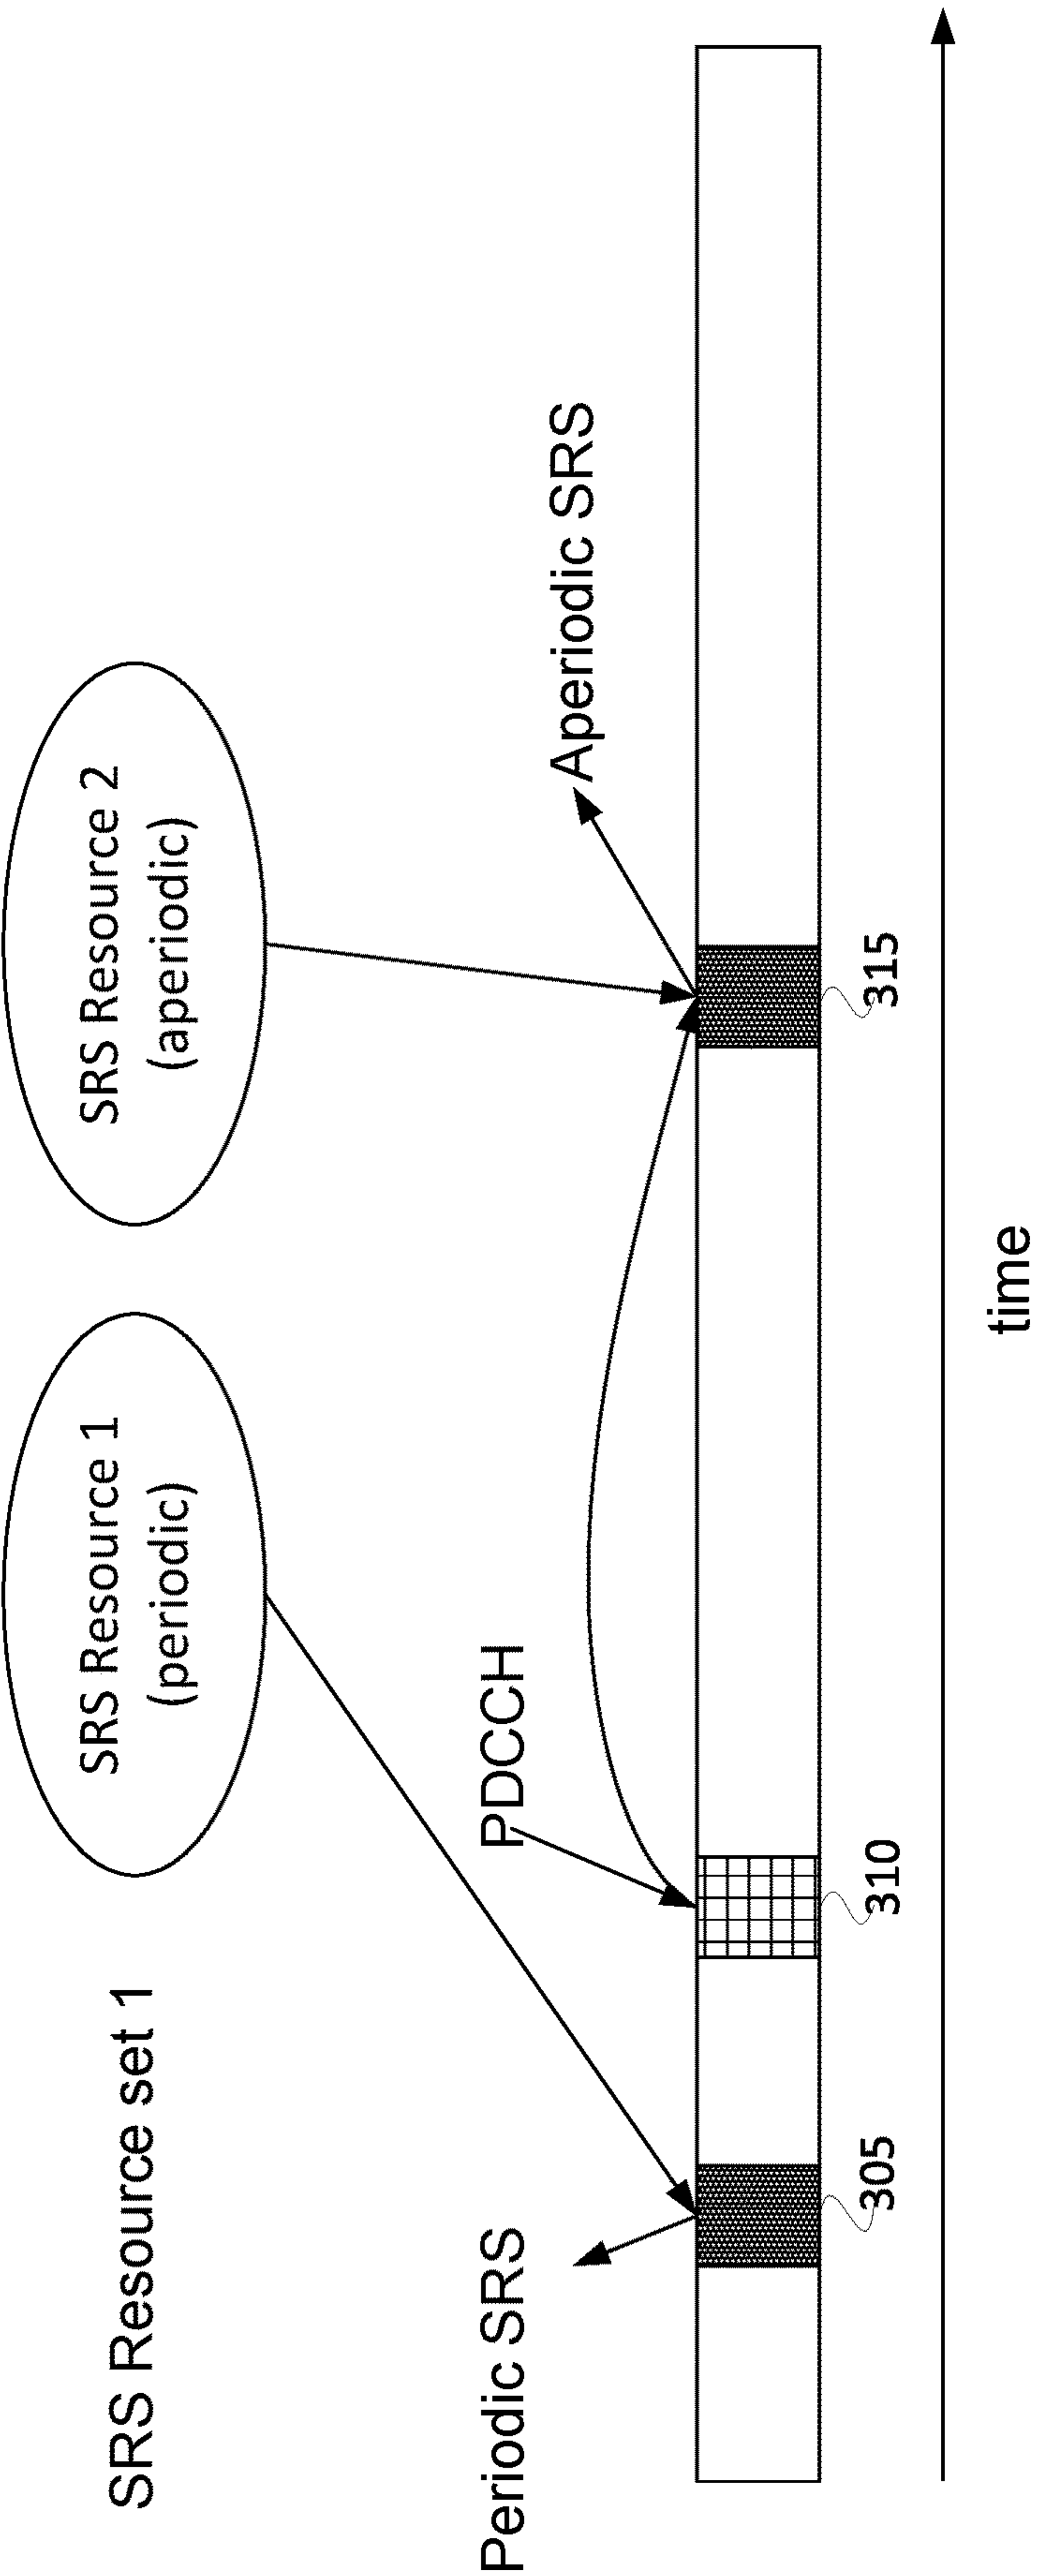 SRS Resource set 1
SRS Resource 1
(periodic)
SRS Resource 2
(aperiodic)
Periodic SRS
PDCCH
Aperiodic SRS
305
310
315
time